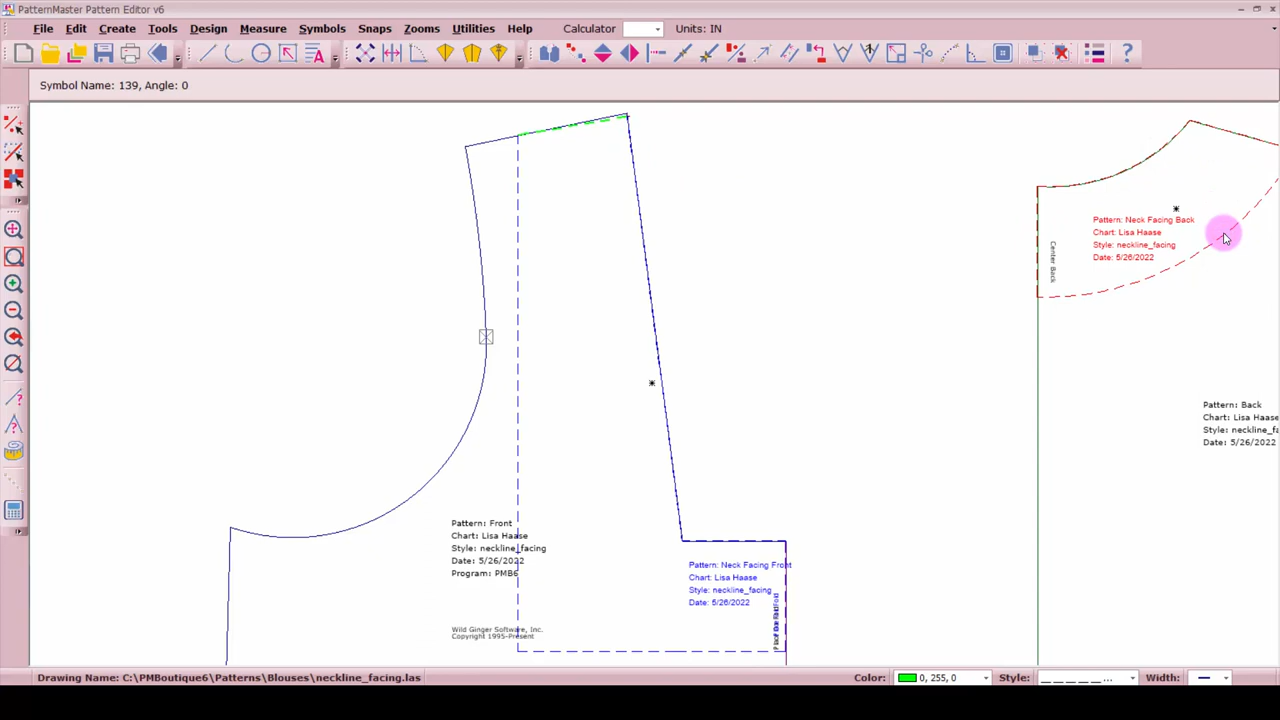 PatternMaster Pattern Editor v6
File Edit Create Tools Design Measure Symbols Snaps Zooms Utilities Help Calculator Units: IN
Symbol Name: 139, Angle: 0
Pattern: Neck Facing Back
Chart: Lisa Haase
Style: neckline_facing
Date: 5/26/2022
Center Back
Pattern: Back
Chart: Lisa Haase
Style: neckline_fa
Date: 5/26/2022
Pattern: Front
Chart: Lisa Haase
Style: neckline_facing
Date: 5/26/2022
Program: PMB6
Wild Ginger Software, Inc.
Copyright 1995-Present
Pattern: Neck Facing Front
Chart: Lisa Haase
Style: neckline_facing
Date: 5/26/2022
Drawing Name: C:\PMBoutique6\Patterns\Blouses\neckline_facing.las Color: 0, 255, 0 Style: Width: